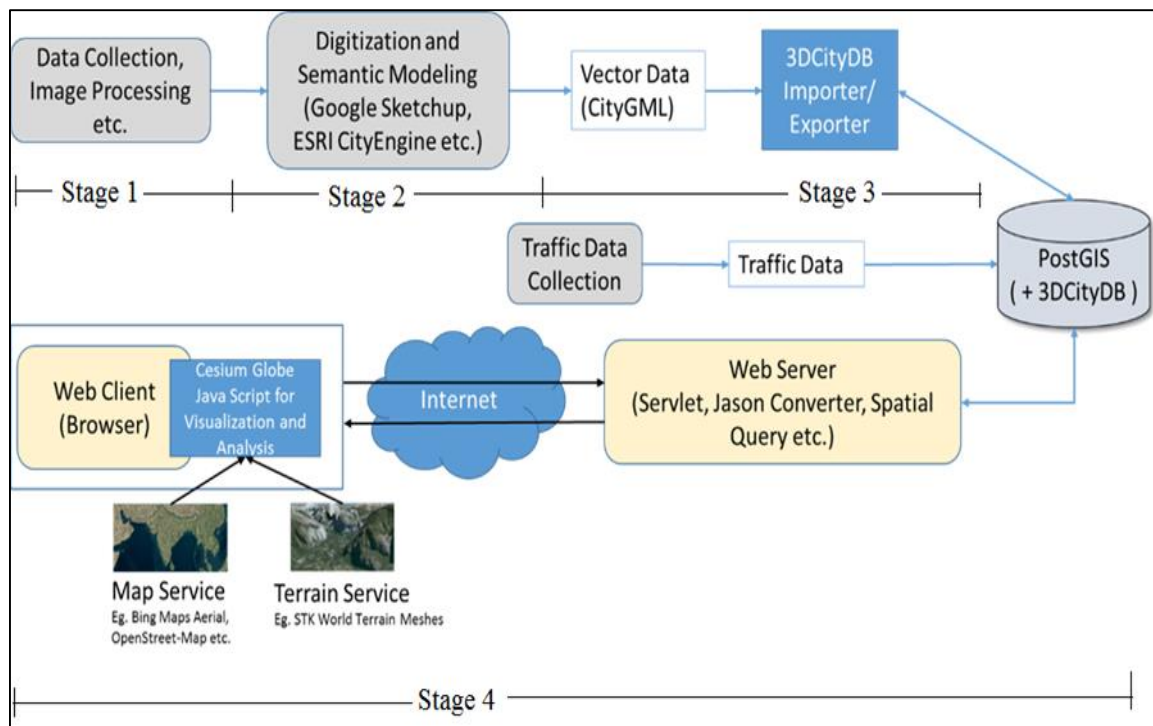 Data Collection,
Image Processing
etc.
Digitization and
Semantic Modeling
(Google Sketchup,
ESRI CityEngine etc.)
Vector Data
(CityGML)
3DCityDB
Importer/
Exporter
Stage 1
Stage 2
Stage 3
Traffic Data
Collection
Traffic Data
PostGIS
( + 3DCityDB )
Web Client
(Browser)
Cesium Globe
Java Script for
Visualization and
Analysis
Internet
Web Server
(Servlet, Jason Converter, Spatial
Query etc.)
Map Service
Eg. Bing Maps Aerial,
OpenStreet-Map etc.
Terrain Service
Eg. STK World Terrain Meshes
Stage 4